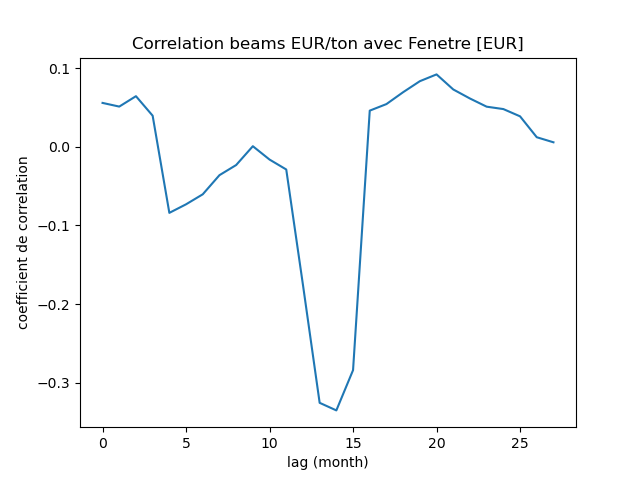 Correlation beams EUR/ton avec Fenetre [EUR]
coefficient de correlation
0.1
0.0
−0.1
−0.2
−0.3
0 5 10 15 20 25
lag (month)